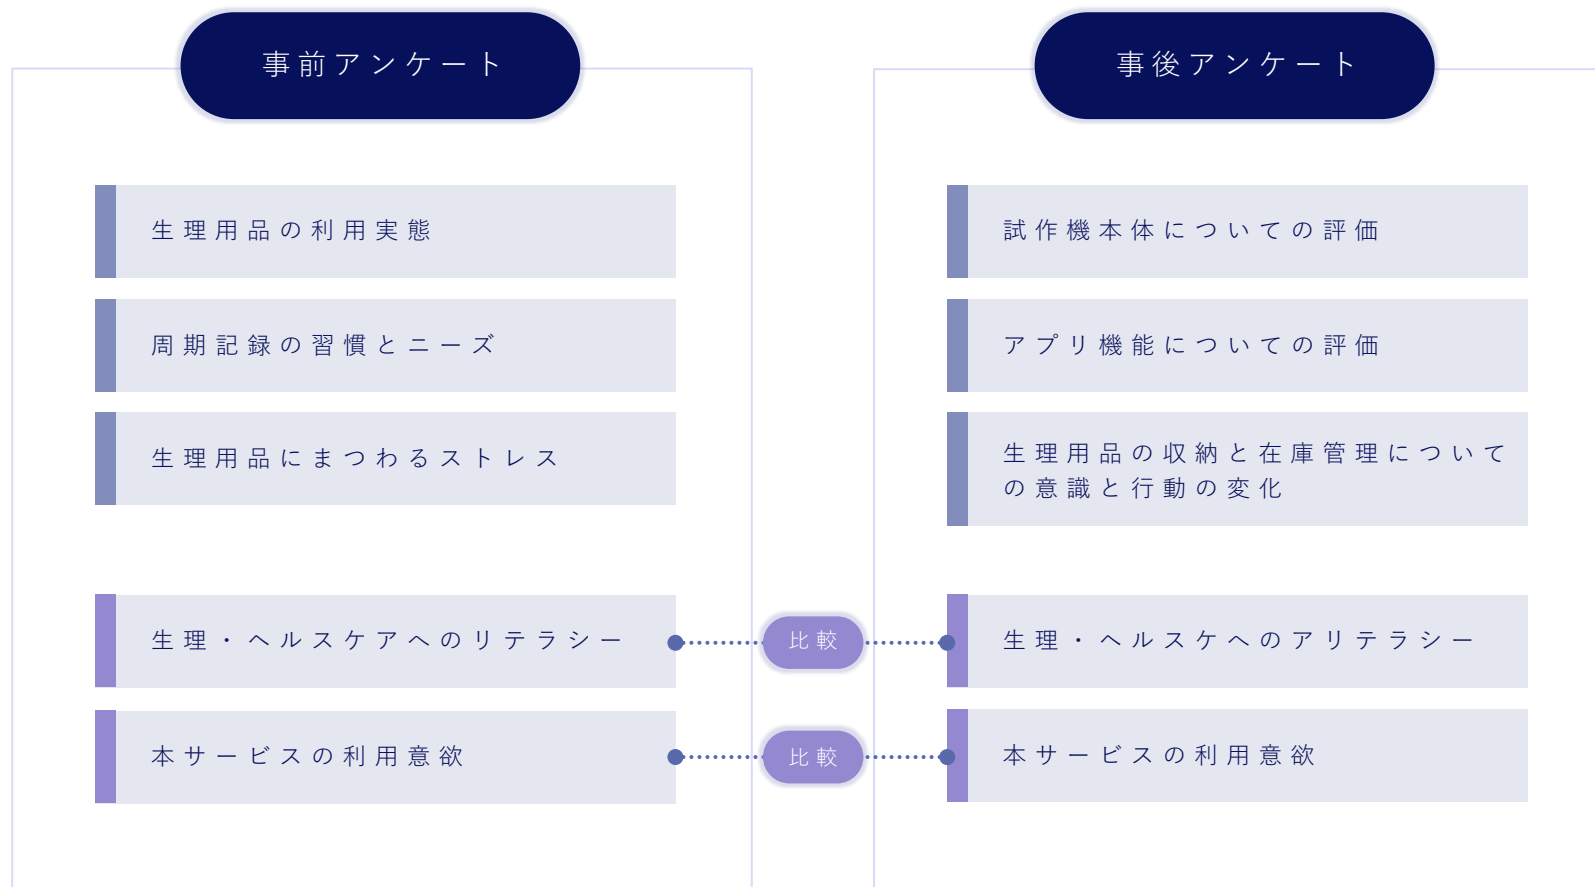 事前アンケート
生理用品の利用実態
周期記録の習慣とニーズ
生理用品にまつわるストレス
生理・ヘルスケアへのリテラシー
本サービスの利用意欲
比較
比較
事後アンケート
試作機本体についての評価
アプリ機能についての評価
生理用品の収納と在庫管理について
の意識と行動の変化
生理・ヘルスケへのアリテラシー
本サービスの利用意欲